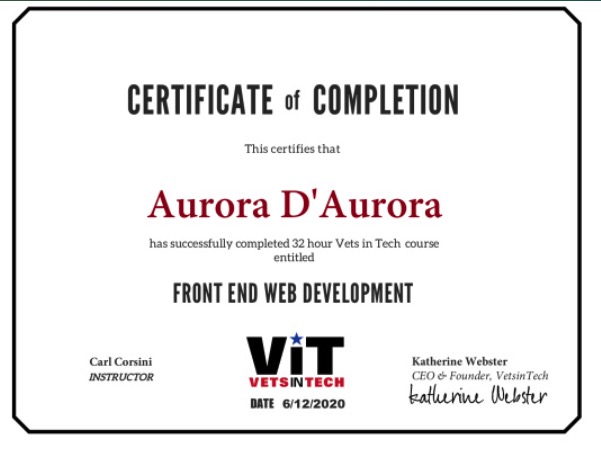 CERTIFICATE of COMPLETION
This certifies that
Aurora D'Aurora
has successfully completed 32 hour Vets in Tech course
entitled
FRONT END WEB DEVELOPMENT
Carl Corsini
INSTRUCTOR
ViT
VETSINTECH
DATE 6/12/2020
Katherine Webster
CEO & Founder, VetsinTech
Katherine Webster